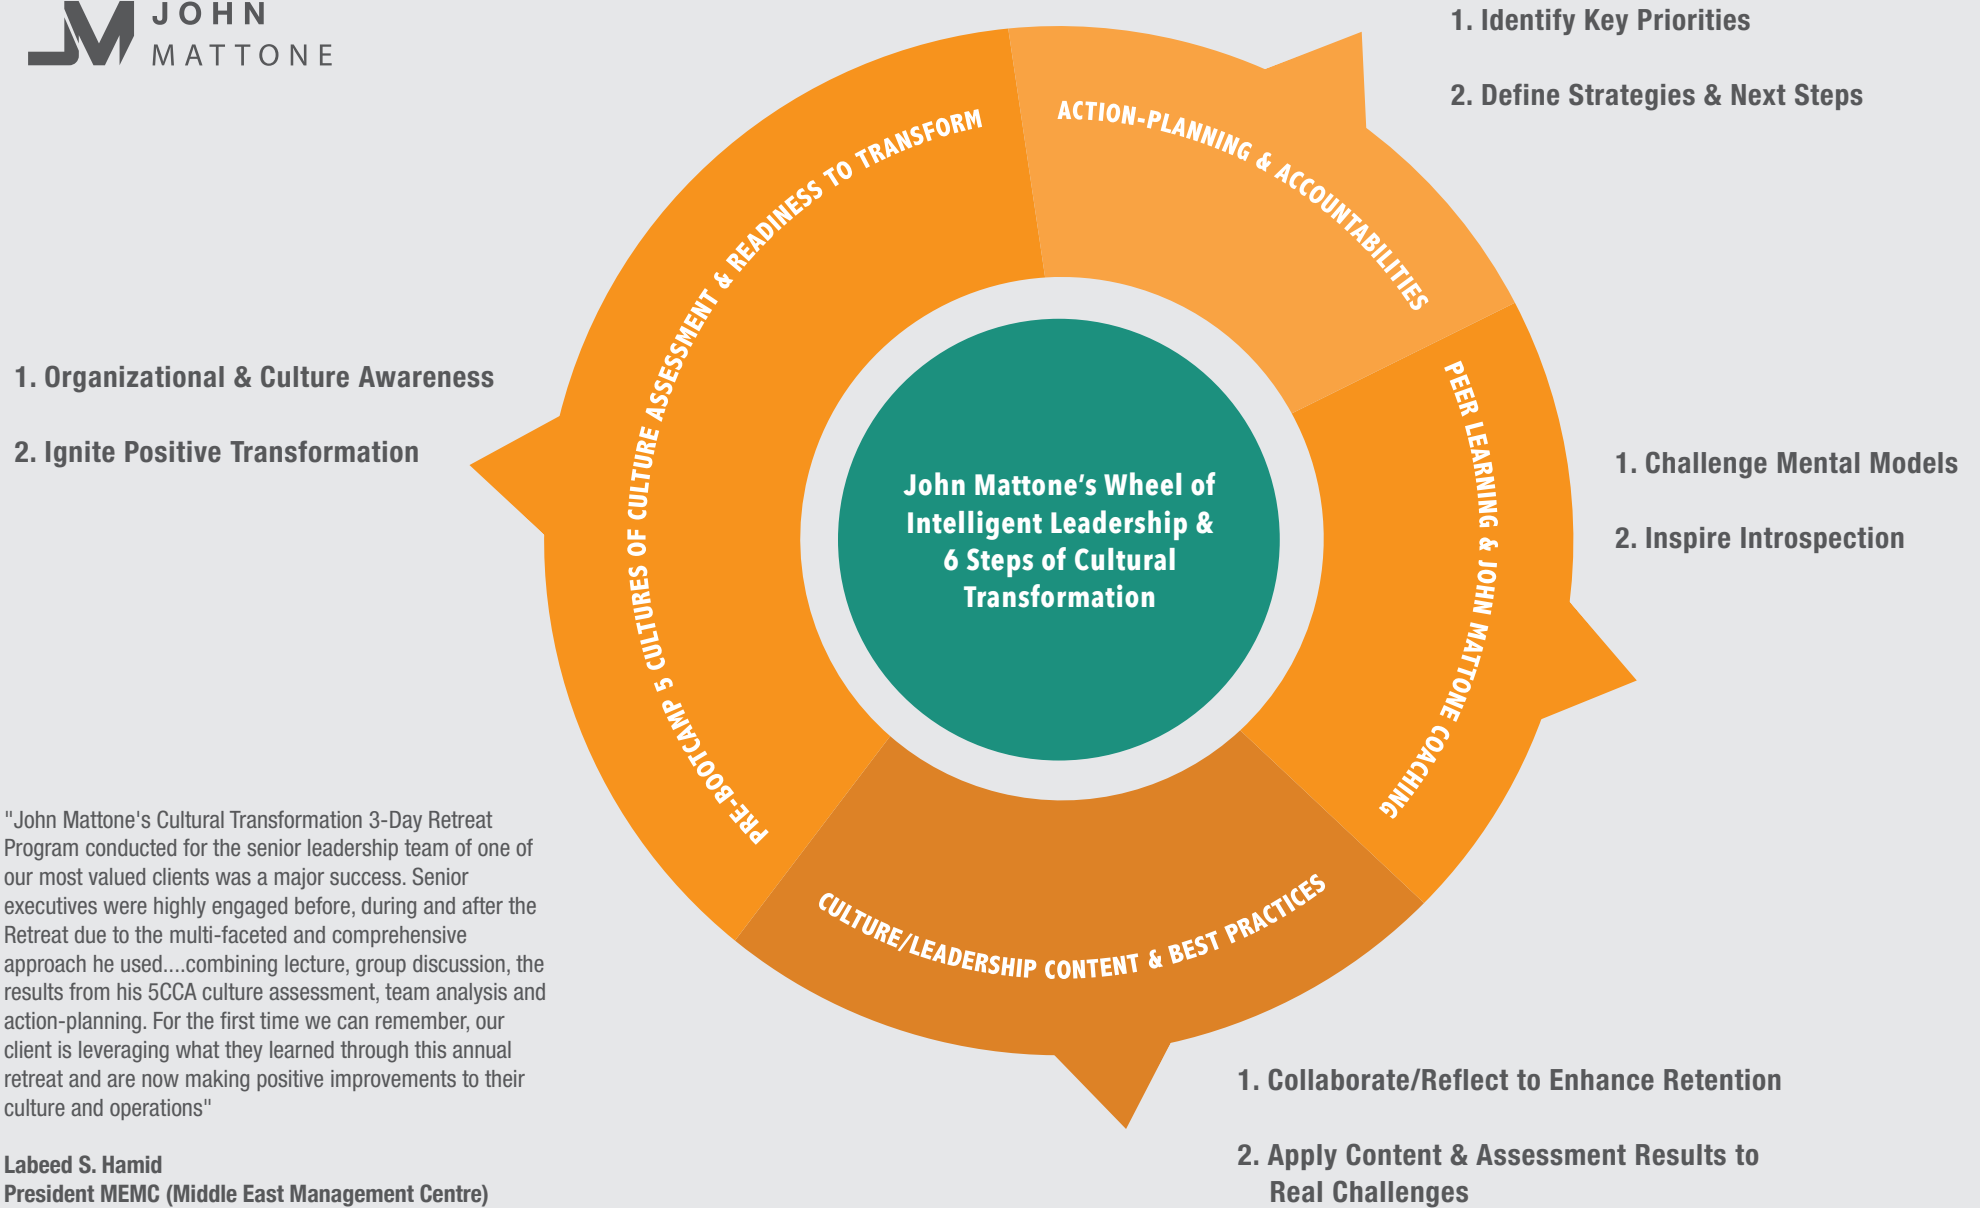 JOHN
MATTONE
1. Identify Key Priorities
2. Define Strategies & Next Steps
ACTION-PLANNING & ACCOUNTABILITIES
PRE-BOOTCAMP 5 CULTURES OF CULTURE ASSESSMENT & READINESS TO TRANSFORM
1. Organizational & Culture Awareness
2. Ignite Positive Transformation
PEER LEARNING & JOHN MATTONE COACHING
1. Challenge Mental Models
2. Inspire Introspection
John Mattone's Wheel of
Intelligent Leadership &
6 Steps of Cultural
Transformation
"John Mattone's Cultural Transformation 3-Day Retreat
Program conducted for the senior leadership team of one of
our most valued clients was a major success. Senior
executives were highly engaged before, during and after the
Retreat due to the multi-faceted and comprehensive
approach he used....combining lecture, group discussion, the
results from his 5CCA culture assessment, team analysis and
action-planning. For the first time we can remember, our
client is leveraging what they learned through this annual
retreat and are now making positive improvements to their
culture and operations"
Labeed S. Hamid
President MEMC (Middle East Management Centre)
CULTURE/LEADERSHIP CONTENT & BEST PRACTICES
1. Collaborate/Reflect to Enhance Retention
2. Apply Content & Assessment Results to
Real Challenges